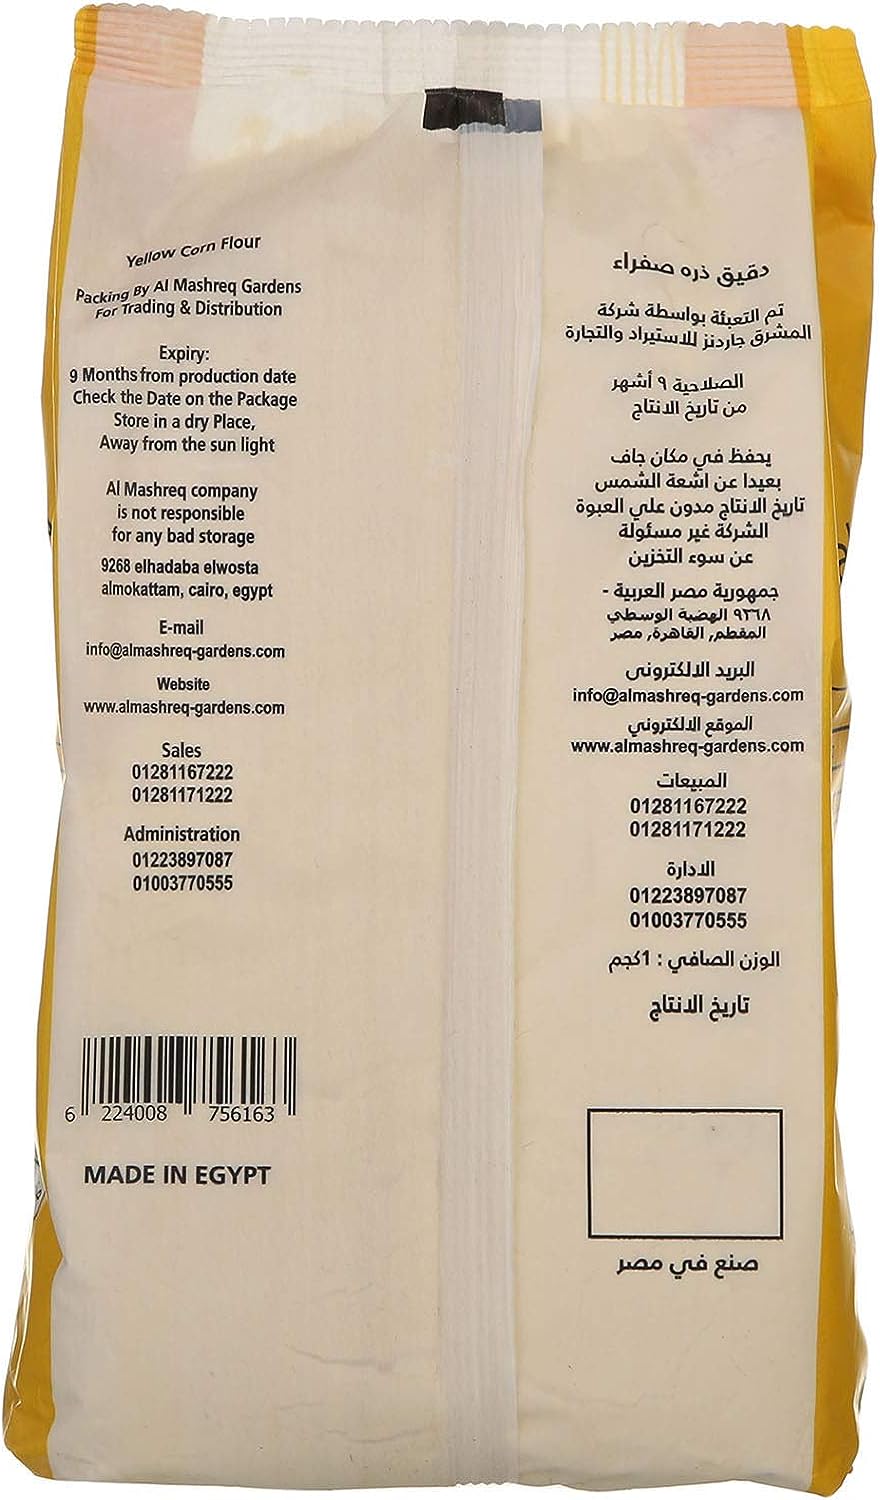 Yellow Corn Flour
Packing By Al Mashreq Gardens
For Trading & Distribution
Expiry:
9 Months from production date
Check the Date on the Package
Store in a dry Place,
Away from the sun light
Al Mashreq company
is not responsible
for any bad storage
9268 elhadaba elwosta
almokattam, cairo, egypt
E-mail
info@almashreq-gardens.com
Website
www.almashreq-gardens.com
Sales
01281167222
01281171222
Administration
01223897087
01003770555
6 224008 756163
MADE IN EGYPT
دقيق ذره صفراء
تم التعبئة بواسطة شركة
المشرق جاردنز للاستيراد والتجارة
الصلاحية ٩ أشهر
من تاريخ الانتاج
يحفظ في مكان جاف
بعيدا عن اشعة الشمس
تاريخ الانتاج مدون علي العبوة
الشركة غير مسئولة
عن سوء التخزين
جمهورية مصر العربية -
٩٢٦٨ الهضبة الوسطي
المقطم, القاهرة, مصر
البريد الالكترونى
info@almashreq-gardens.com
الموقع الالكتروني
www.almashreq-gardens.com
المبيعات
01281167222
01281171222
الادارة
01223897087
01003770555
الوزن الصافي : 1كجم
تاريخ الانتاج
صنع في مصر